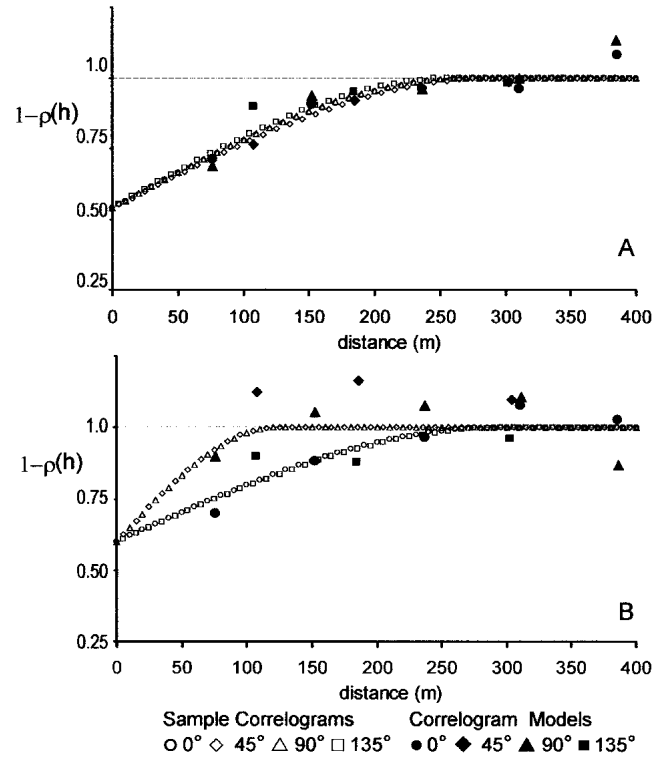 1.0
1–ρ(h)
0.75
0.50
0.25
A
0 50 100 150 200 250 300 350 400
distance (m)
1.0
1–ρ(h)
0.75
0.50
0.25
B
0 50 100 150 200 250 300 350 400
distance (m)
Sample Correlograms Correlogram Models
0° 45° 90° 135° 0° 45° 90° 135°